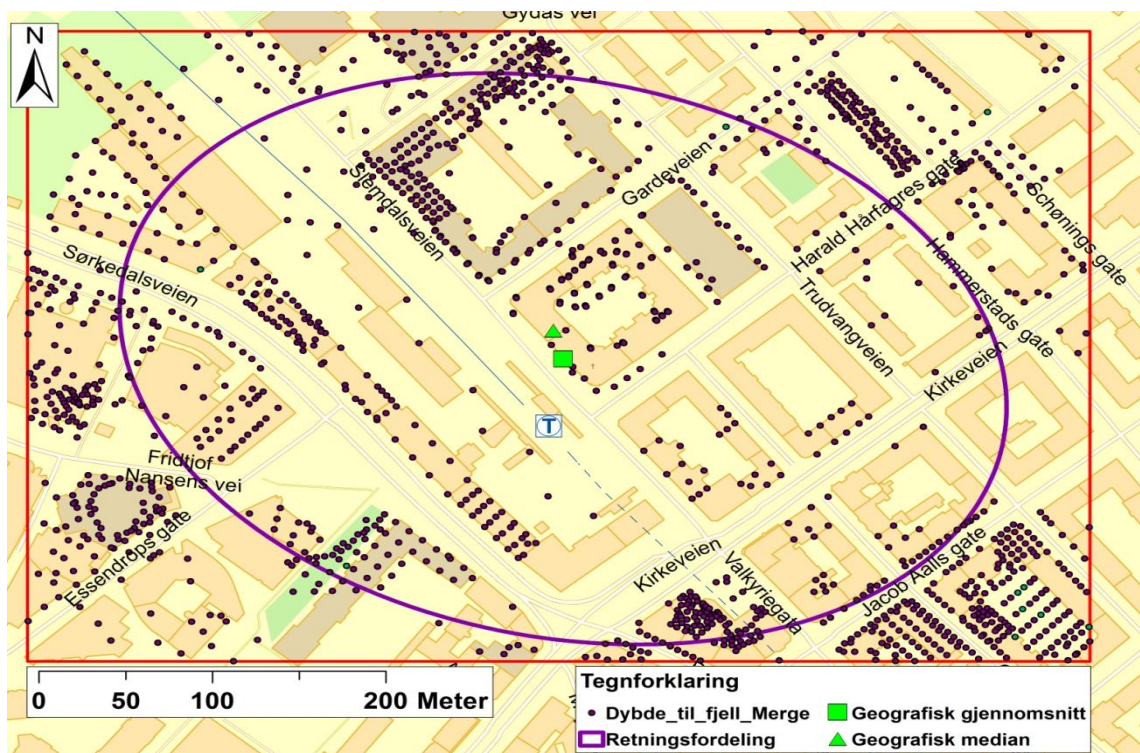 Gydas vei
N
Slemdalsveien
Gardeveien
Harald Hårfagres gate
Schønings gate
Hammerstads gate
Trudvangveien
Kirkeveien
Sørkedalsveien
T
Fridtjof
Nansens vei
Essendrops gate
Kirkeveien
Valkyriegata
Jacob Aalls gate
0 50 100 200 Meter
Tegnforklaring
Dybde_til_fjell_Merge
Geografisk gjennomsnitt
Retningsfordeling
Geografisk median